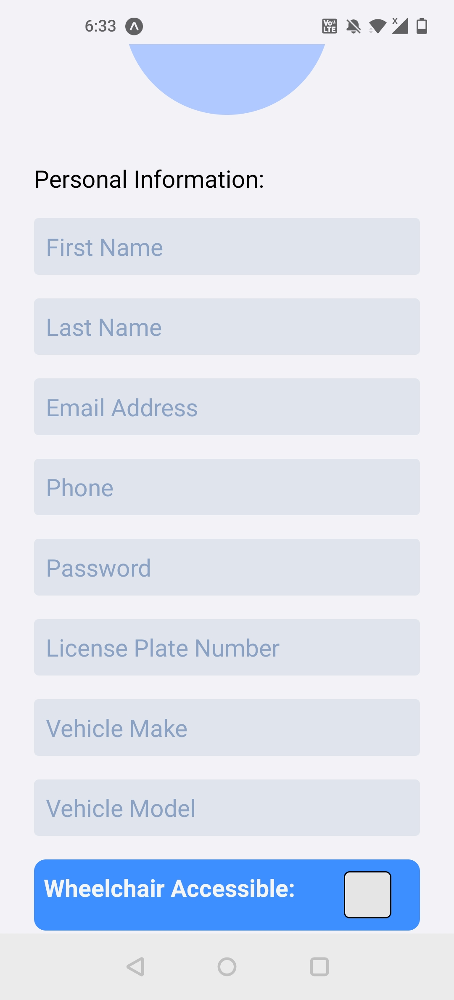 6:33
VoLTE
X
Personal Information:
First Name
Last Name
Email Address
Phone
Password
License Plate Number
Vehicle Make
Vehicle Model
Wheelchair Accessible: